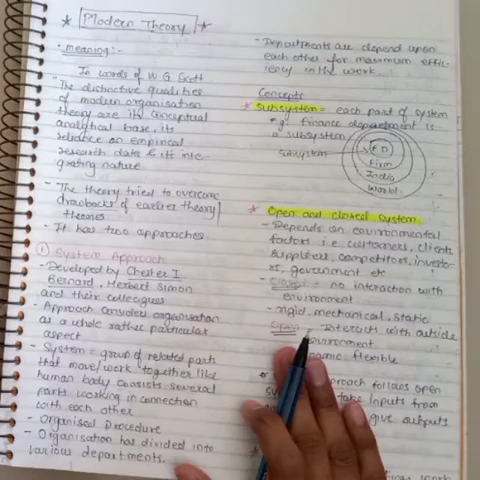 * Modern Theory *
- meaning :-
In words of W.G. Scott
"The distinctive qualities
of modern organisation
theory are its conceptual
analytical base, its
reliance on empirical
research data & its inte-
grating nature
- The theory tried to overcome
drawback of earlier theory
theories
- It has two approaches
① System Approach
- Developed by Chester I
Bernard, Herbert Simon
and their colleagues
- Approach considers organisation
as a whole rather particular
aspect
- System = group of related parts
that move/work together like
human body consists several
parts working in connection
with each other
- Organised Procedure
- Organisation has divided into
various departments.
- Departments are depend upon
each other for maximum effic-
iency in the work.
Concepts
* Subsystem = each part of system
eg: finance department is
a subsystem
subsystem
F.D
Firm
India
World
* Open and closed system
- Depends on environmental
factors i.e customers, clients
suppliers, competitors, investo-
rs, government etc
- Closed = no interaction with
environment
- rigid, mechanical, static
Open = interacts with outside
environment
flexible
approach follows open
take inputs from
give outputs